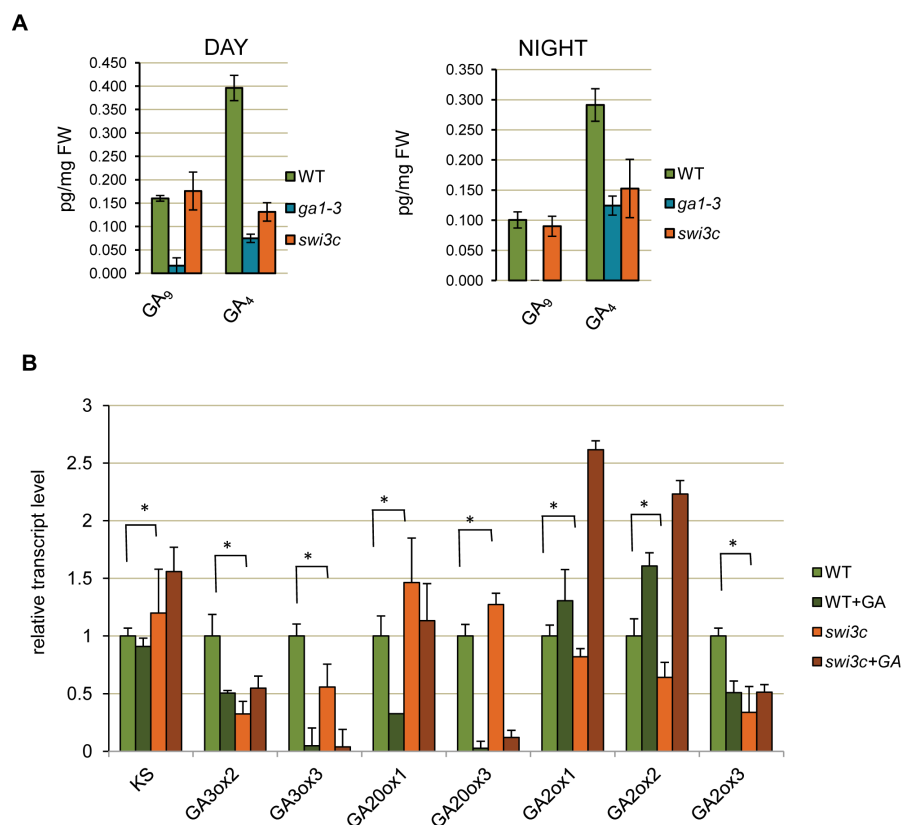 A
DAY
pg/mg FW
0.450
0.400
0.350
0.300
0.250
0.200
0.150
0.100
0.050
0.000
GA9
GA4
WT
ga1-3
swi3c
NIGHT
pg/mg FW
0.350
0.300
0.250
0.200
0.150
0.100
0.050
0.000
GA9
GA4
WT
ga1-3
swi3c
B
relative transcript level
3
2.5
2
1.5
1
0.5
0
*
*
*
*
*
*
*
*
KS
GA3ox2
GA3ox3
GA20ox1
GA20ox3
GA2ox1
GA2ox2
GA2ox3
WT
WT+GA
swi3c
swi3c+GA